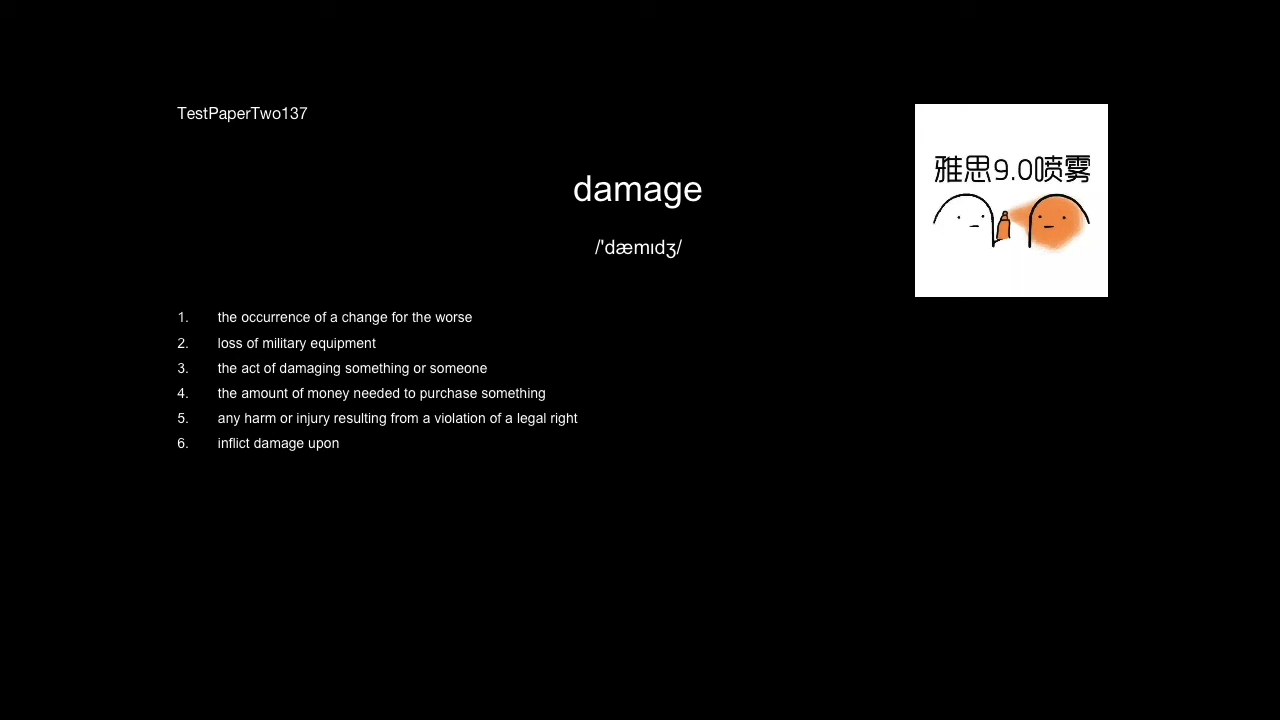 TestPaperTwo137
雅思9.0喷雾
damage
/'dæmɪdʒ/
1. the occurrence of a change for the worse
2. loss of military equipment
3. the act of damaging something or someone
4. the amount of money needed to purchase something
5. any harm or injury resulting from a violation of a legal right
6. inflict damage upon